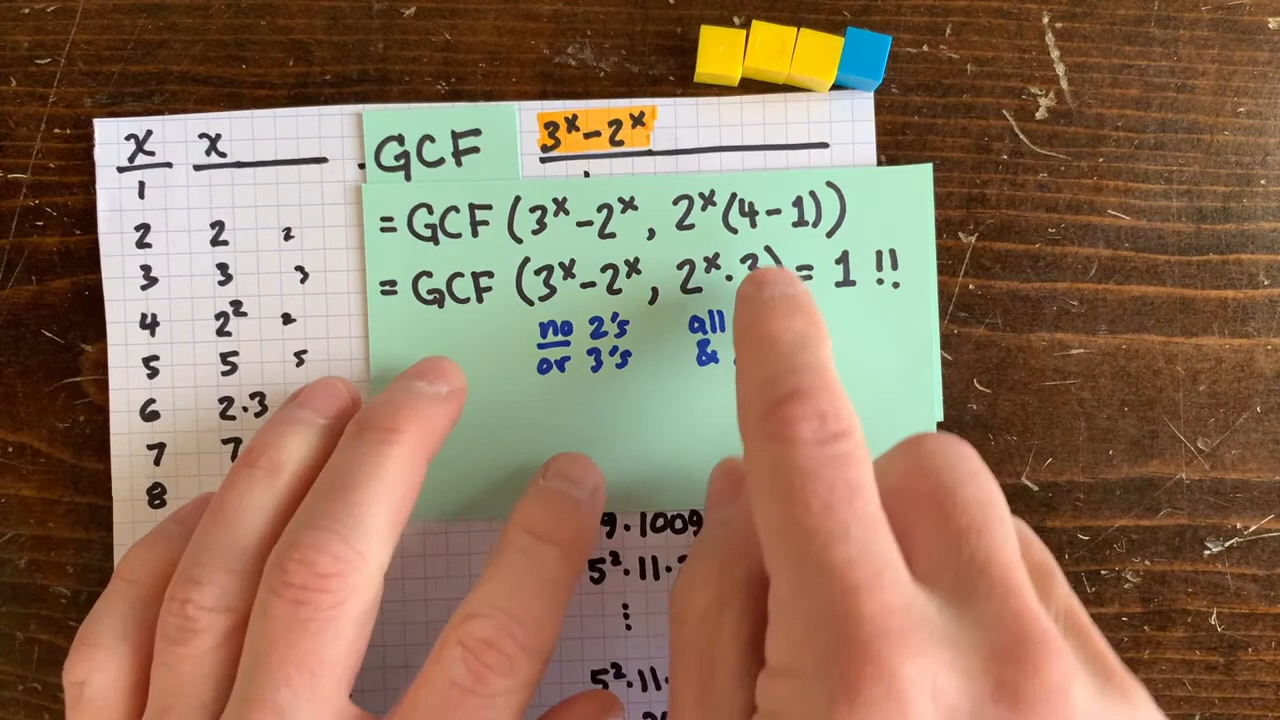 x x GCF 3ˣ-2ˣ
1
= GCF (3ˣ-2ˣ, 2ˣ(4-1))
2 2 2
= GCF (3ˣ-2ˣ, 2ˣ·3) = 1 !!
3 3 3
no 2's all
4 2² 2
or 3's &
5 5 5
6 2·3
7 7
8
9·1009
5²·11·
⋮
5²·11·